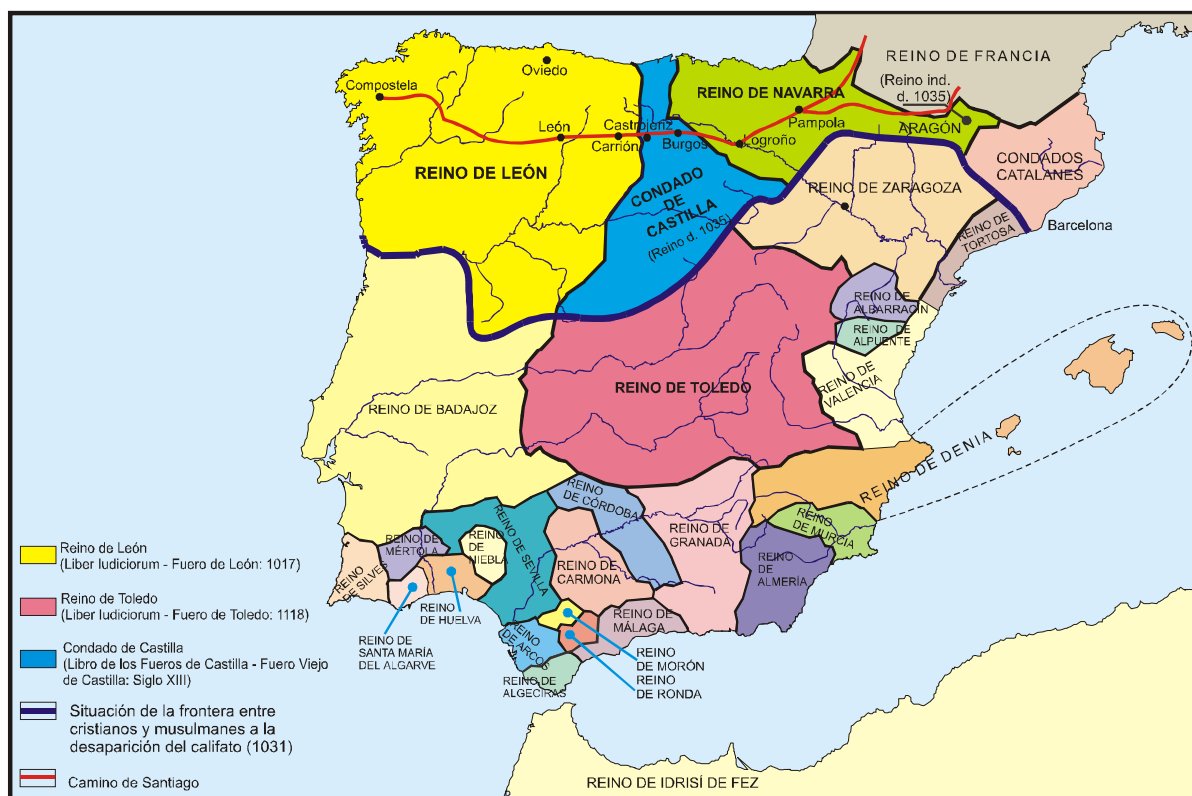 REINO DE FRANCIA
(Reino ind.
d. 1035)
Oviedo
Compostela
REINO DE NAVARRA
Pampola
ARAGÓN
León
Castrojeriz
Carrión
Burgos
Logroño
CONDADOS
CATALANES
REINO DE LEÓN
CONDADO
DE
CASTILLA
(Reino d. 1035)
REINO DE ZARAGOZA
REINO DE
TORTOSA
Barcelona
REINO DE
ALBARRACÍN
REINO DE
ALPUENTE
REINO DE TOLEDO
REINO DE
VALENCIA
REINO DE BADAJOZ
REINO DE DENIA
REINO
DE CÓRDOBA
REINO DE
GRANADA
REINO
DE MURCIA
REINO
DE
ALMERÍA
REINO DE
MÉRTOLA
REINO
DE
NIEBLA
REINO DE SEVILLA
REINO DE
CARMONA
REINO
DE SILVES
REINO
DE HUELVA
REINO DE
SANTA MARÍA
DEL ALGARVE
REINO
DE ARCOS
REINO DE
MÁLAGA
REINO
DE MORÓN
REINO
DE RONDA
REINO DE
ALGECIRAS
REINO DE IDRISÍ DE FEZ
Reino de León
(Liber Iudiciorum - Fuero de León: 1017)
Reino de Toledo
(Liber Iudiciorum - Fuero de Toledo: 1118)
Condado de Castilla
(Libro de los Fueros de Castilla - Fuero Viejo
de Castilla: Siglo XIII)
Situación de la frontera entre
cristianos y musulmanes a la
desaparición del califato (1031)
Camino de Santiago